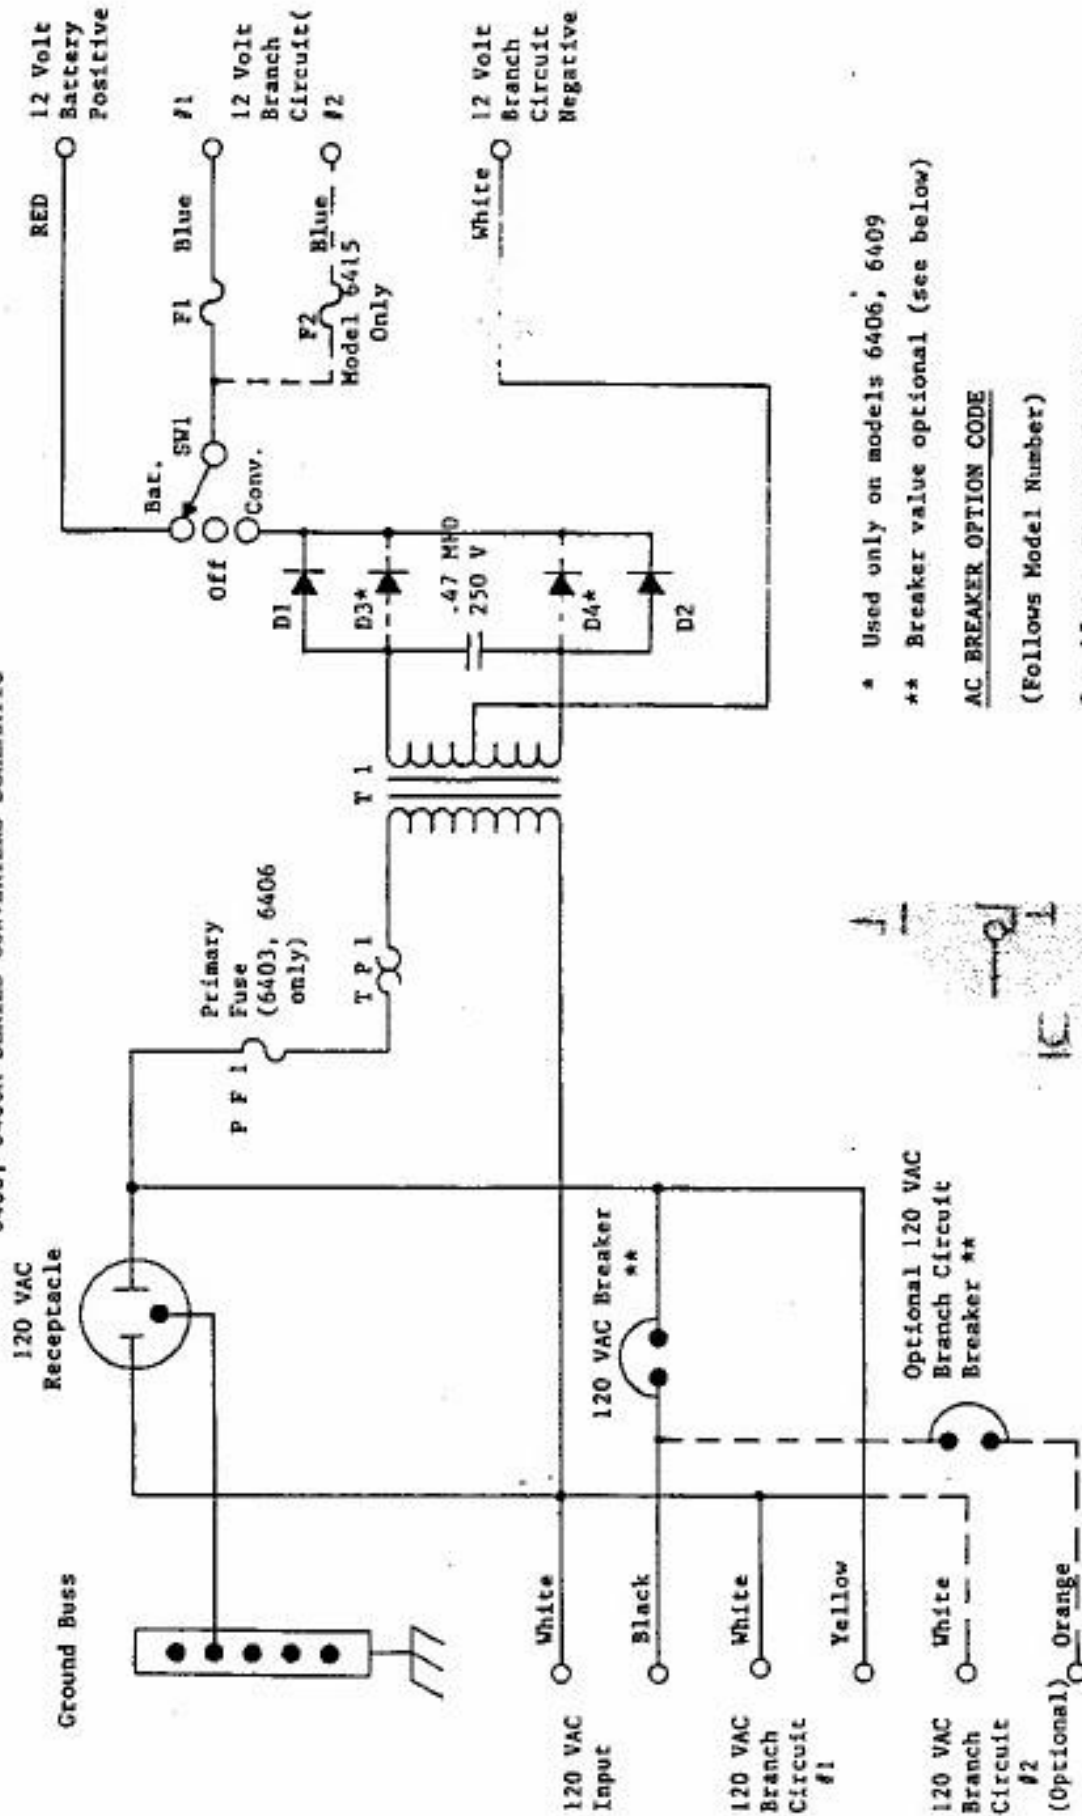 120 VAC
Receptacle
Ground Buss
P F 1
Primary
Fuse
(6403, 6406
only)
T P 1
T 1
RED
12 Volt
Battery
Positive
Bat.
SW1
Off
Conv.
F1
Blue
#1
12 Volt
Branch
Circuit(
#2
F2
Blue
Model 6415
Only
D1
D3*
.47 MFD
250 V
D4*
D2
White
12 Volt
Branch
Circuit
Negative
120 VAC
Input
White
Black
120 VAC Breaker
**
120 VAC
Branch
Circuit
#1
White
Yellow
Optional 120 VAC
Branch Circuit
Breaker **
120 VAC
Branch
Circuit
#2
(Optional)
White
Orange
* Used only on models 6406, 6409
** Breaker value optional (see below)
AC BREAKER OPTION CODE
(Follows Model Number)